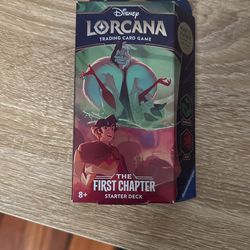 Disney
LORCANA
TRADING CARD GAME
THE
FIRST CHAPTER
STARTER DECK
8+